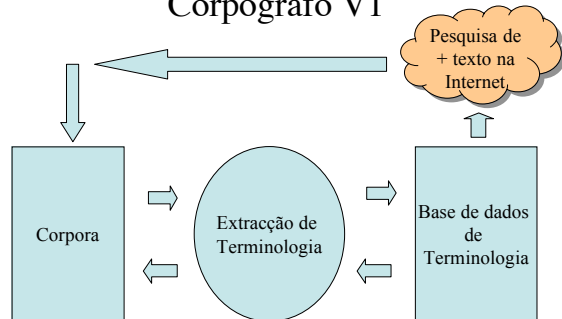 Corpógrafo V1
Pesquisa de
+ texto na
Internet
Corpora
Extracção de
Terminologia
Base de dados
de
Terminologia